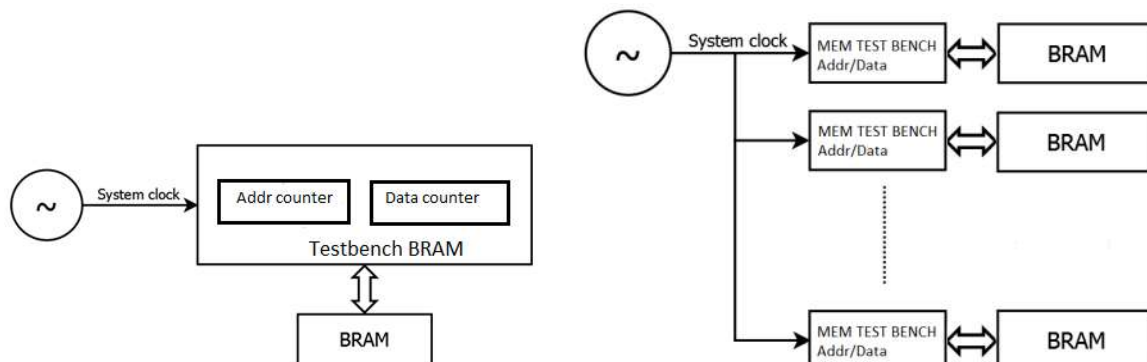 ~
System clock
Addr counter
Data counter
Testbench BRAM
BRAM
~
System clock
MEM TEST BENCH
Addr/Data
BRAM
MEM TEST BENCH
Addr/Data
BRAM
MEM TEST BENCH
Addr/Data
BRAM